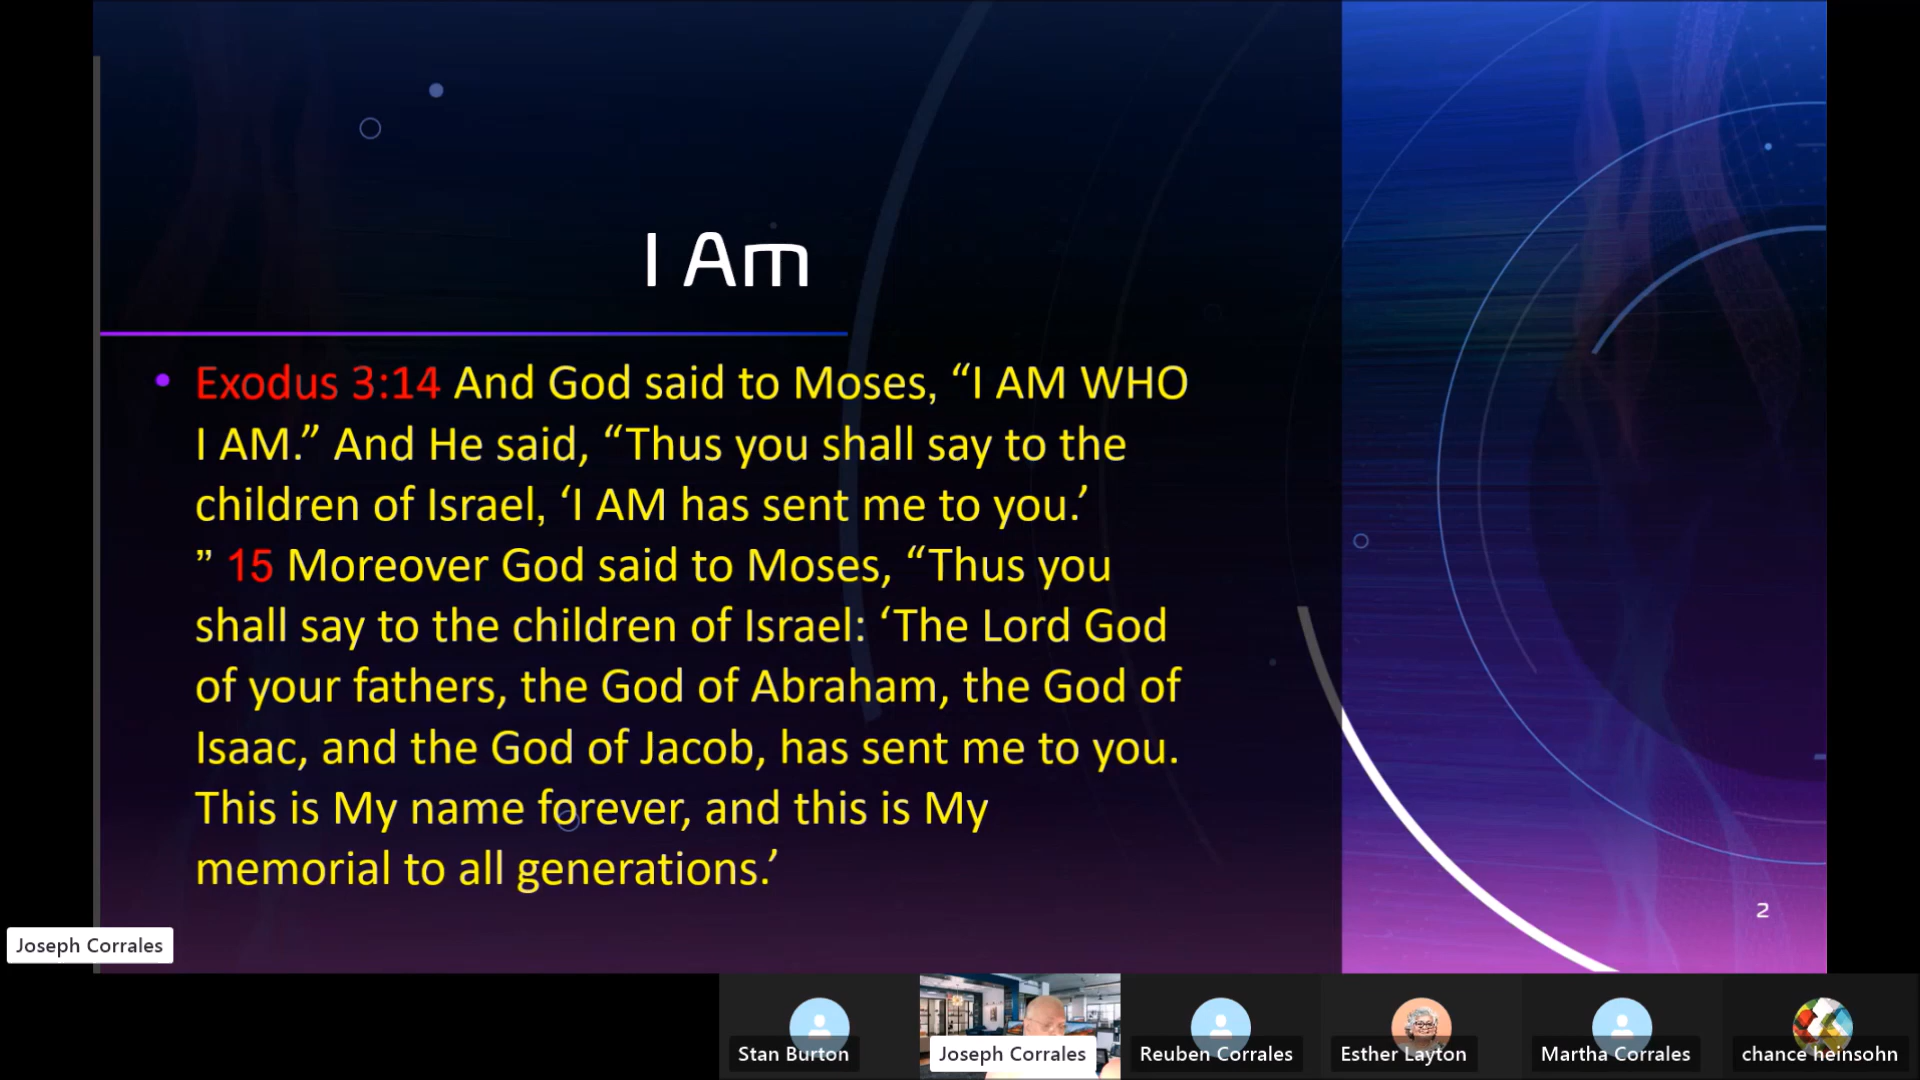 I Am
• Exodus 3:14 And God said to Moses, “I AM WHO
I AM.” And He said, “Thus you shall say to the
children of Israel, ‘I AM has sent me to you.’
” 15 Moreover God said to Moses, “Thus you
shall say to the children of Israel: ‘The Lord God
of your fathers, the God of Abraham, the God of
Isaac, and the God of Jacob, has sent me to you.
This is My name forever, and this is My
memorial to all generations.’
2
Joseph Corrales
Stan Burton
Joseph Corrales
Reuben Corrales
Esther Layton
Martha Corrales
chance heinsohn